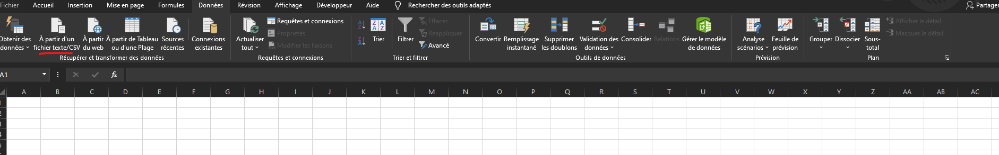 Fichier Accueil Insertion Mise en page Formules Données Révision Affichage Développeur Aide Rechercher des outils adaptés Partager
Obtenir des données
À partir d'un fichier texte/CSV
À partir du web
À partir de Tableau ou d'une Plage
Sources récentes
Connexions existantes
Récupérer et transformer des données
Actualiser tout
Requêtes et connexions
Propriétés
Modifier les liaisons
Requêtes et connexions
Trier
Filtrer
Effacer
Réappliquer
Avancé
Trier et filtrer
Convertir
Remplissage instantané
Supprimer les doublons
Validation des données
Consolider
Relations
Gérer le modèle de données
Outils de données
Analyse scénarios
Feuille de prévision
Prévision
Grouper
Dissocier
Sous-total
Afficher le détail
Masquer le détail
Plan
A1 fx
A B C D E F G H I J K L M N O P Q R S T U V W X Y Z AA AB AC
1
2
3
4
5